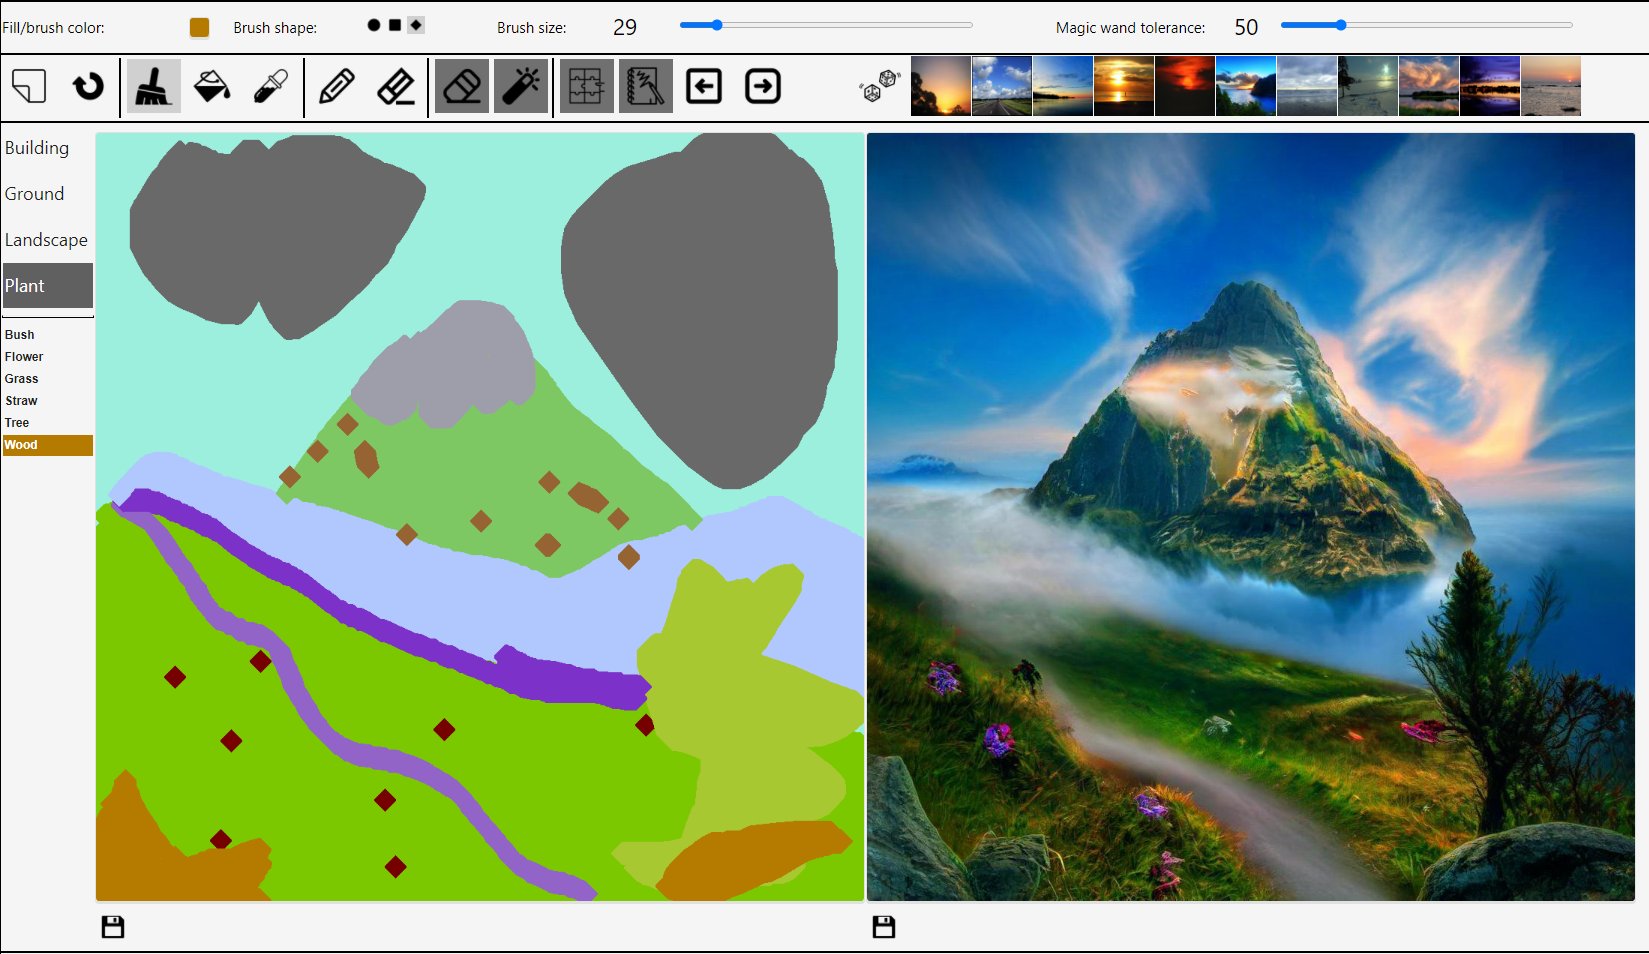 Fill/brush color:
Brush shape:
Brush size: 29
Magic wand tolerance: 50
Building
Ground
Landscape
Plant
Bush
Flower
Grass
Straw
Tree
Wood